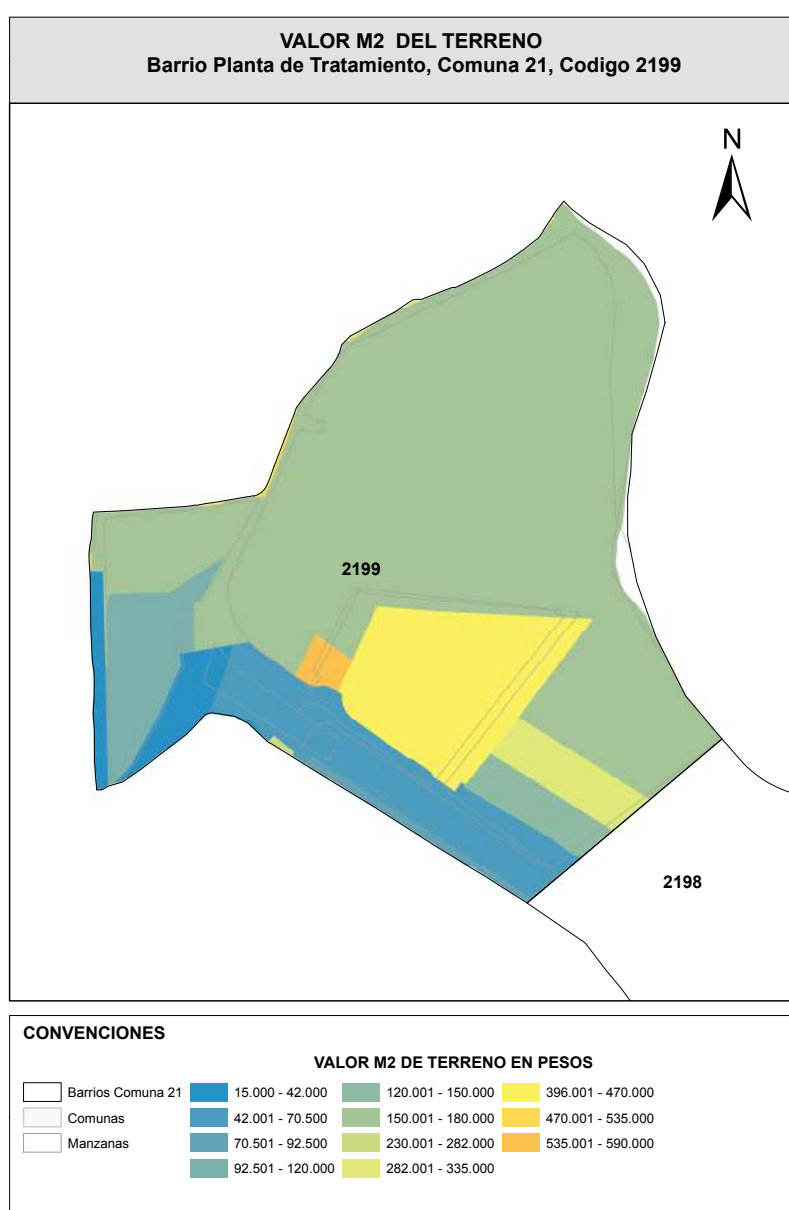 VALOR M2 DEL TERRENO
Barrio Planta de Tratamiento, Comuna 21, Codigo 2199
N
2199
2198
CONVENCIONES
VALOR M2 DE TERRENO EN PESOS
Barrios Comuna 21
Comunas
Manzanas
15.000 - 42.000
42.001 - 70.500
70.501 - 92.500
92.501 - 120.000
120.001 - 150.000
150.001 - 180.000
230.001 - 282.000
282.001 - 335.000
396.001 - 470.000
470.001 - 535.000
535.001 - 590.000